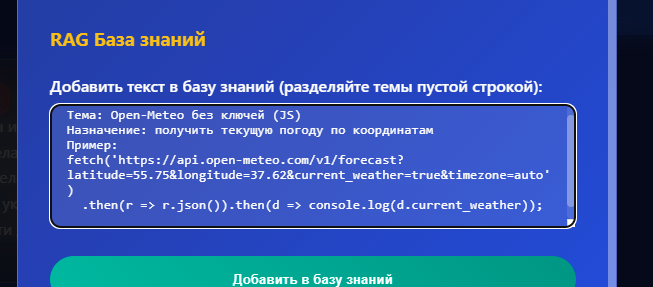 RAG База знаний
Добавить текст в базу знаний (разделяйте темы пустой строкой):
Тема: Open-Meteo без ключей (JS)
Назначение: получить текущую погоду по координатам
Пример:
fetch('https://api.open-meteo.com/v1/forecast?
latitude=55.75&longitude=37.62&current_weather=true&timezone=auto'
)
  .then(r => r.json()).then(d => console.log(d.current_weather));
Добавить в базу знаний